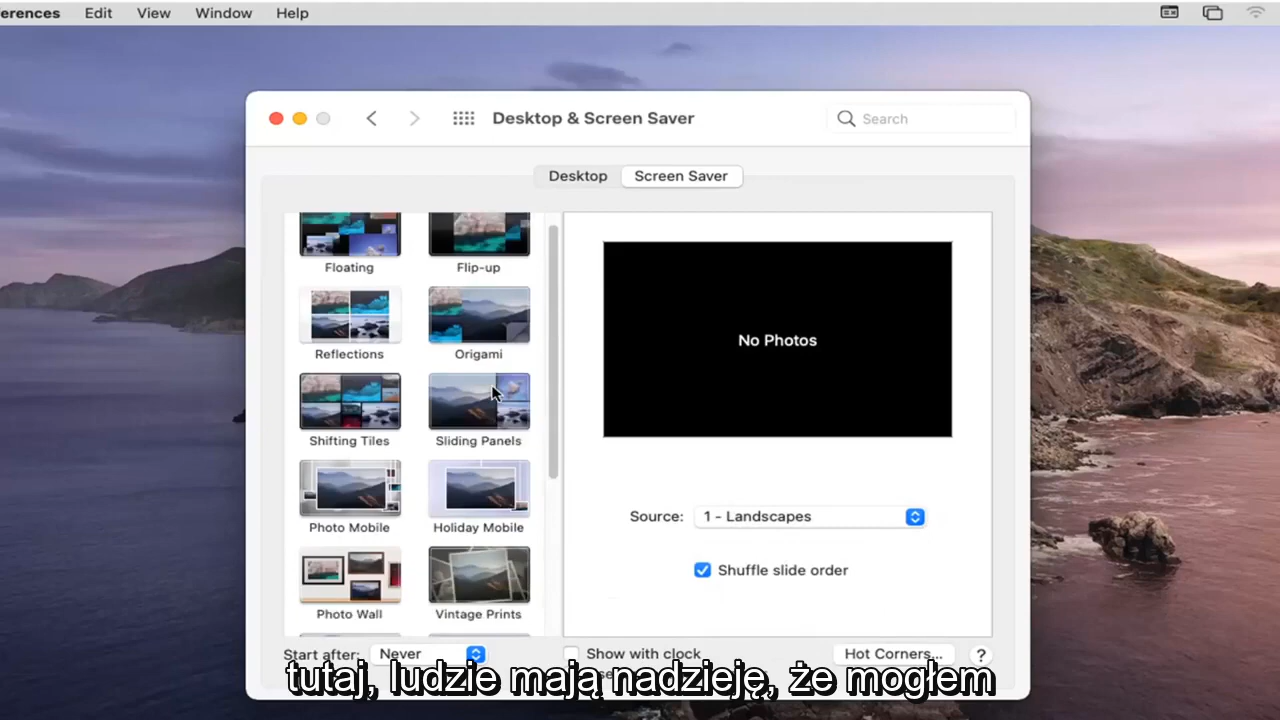 erences Edit View Window Help
Desktop & Screen Saver
Search
Desktop Screen Saver
Floating Flip-up
Reflections Origami
Shifting Tiles Sliding Panels
Photo Mobile Holiday Mobile
Photo Wall Vintage Prints
No Photos
Source: 1 - Landscapes
Shuffle slide order
Start after: Never Show with clock Hot Corners... ?
tutaj, ludzie mają nadzieję, że mogłem